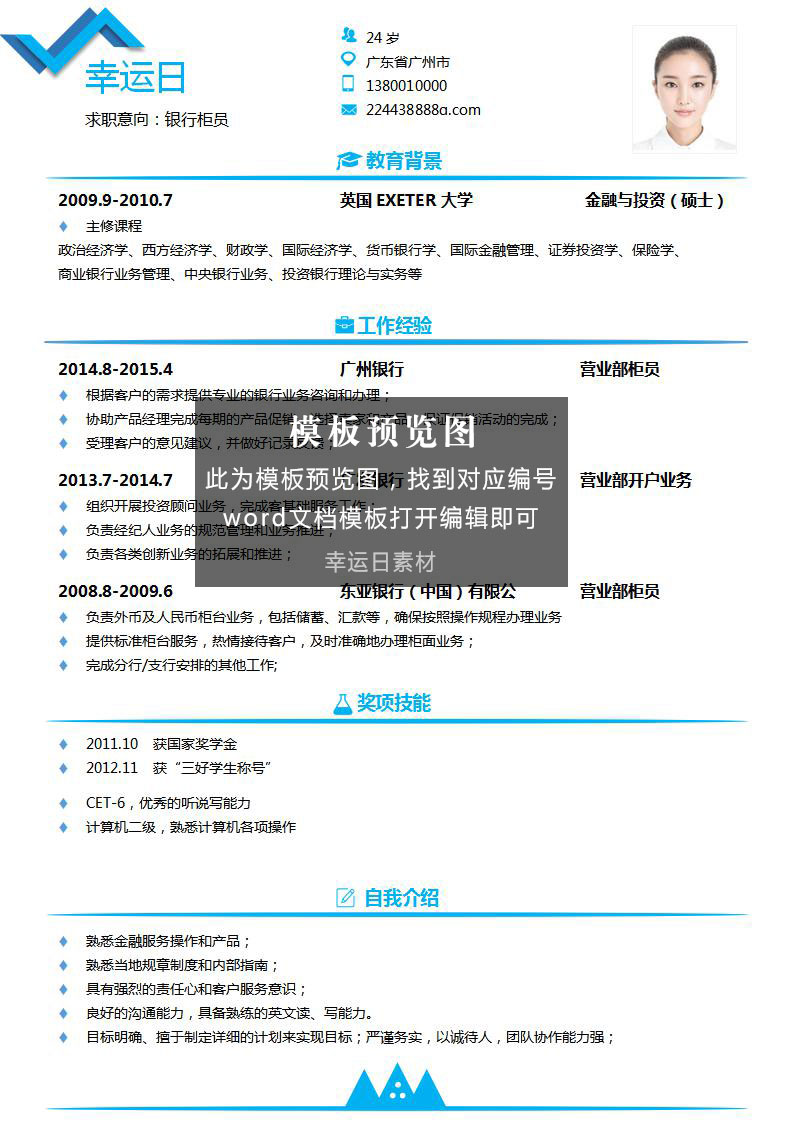 幸运日
求职意向：银行柜员
24 岁
广东省广州市
1380010000
224438888@.com
教育背景
2009.9-2010.7 英国 EXETER 大学 金融与投资（硕士）
主修课程
政治经济学、西方经济学、财政学、国际经济学、货币银行学、国际金融管理、证券投资学、保险学、
商业银行业务管理、中央银行业务、投资银行理论与实务等
工作经验
2014.8-2015.4 广州银行 营业部柜员
根据客户的需求提供专业的银行业务咨询和办理；
协助产品经理完成每期的产品促销 活动的完成；
受理客户的意见建议，并做好记录
模板预览图
2013.7-2014.7 银行 营业部开户业务
此为模板预览图，找到对应编号
组织开展投资顾问业务，完成客基础服务工作；
word文档模板打开编辑即可
负责经纪人业务的规范管理和业务推进；
负责各类创新业务的拓展和推进；
幸运日素材
2008.8-2009.6 东亚银行（中国）有限公 营业部柜员
负责外币及人民币柜台业务，包括储蓄、汇款等，确保按照操作规程办理业务
提供标准柜台服务，热情接待客户，及时准确地办理柜面业务；
完成分行/支行安排的其他工作;
奖项技能
2011.10 获国家奖学金
2012.11 获“三好学生称号”
CET-6，优秀的听说写能力
计算机二级，熟悉计算机各项操作
自我介绍
熟悉金融服务操作和产品；
熟悉当地规章制度和内部指南；
具有强烈的责任心和客户服务意识；
良好的沟通能力，具备熟练的英文读、写能力。
目标明确、擅于制定详细的计划来实现目标；严谨务实，以诚待人，团队协作能力强；